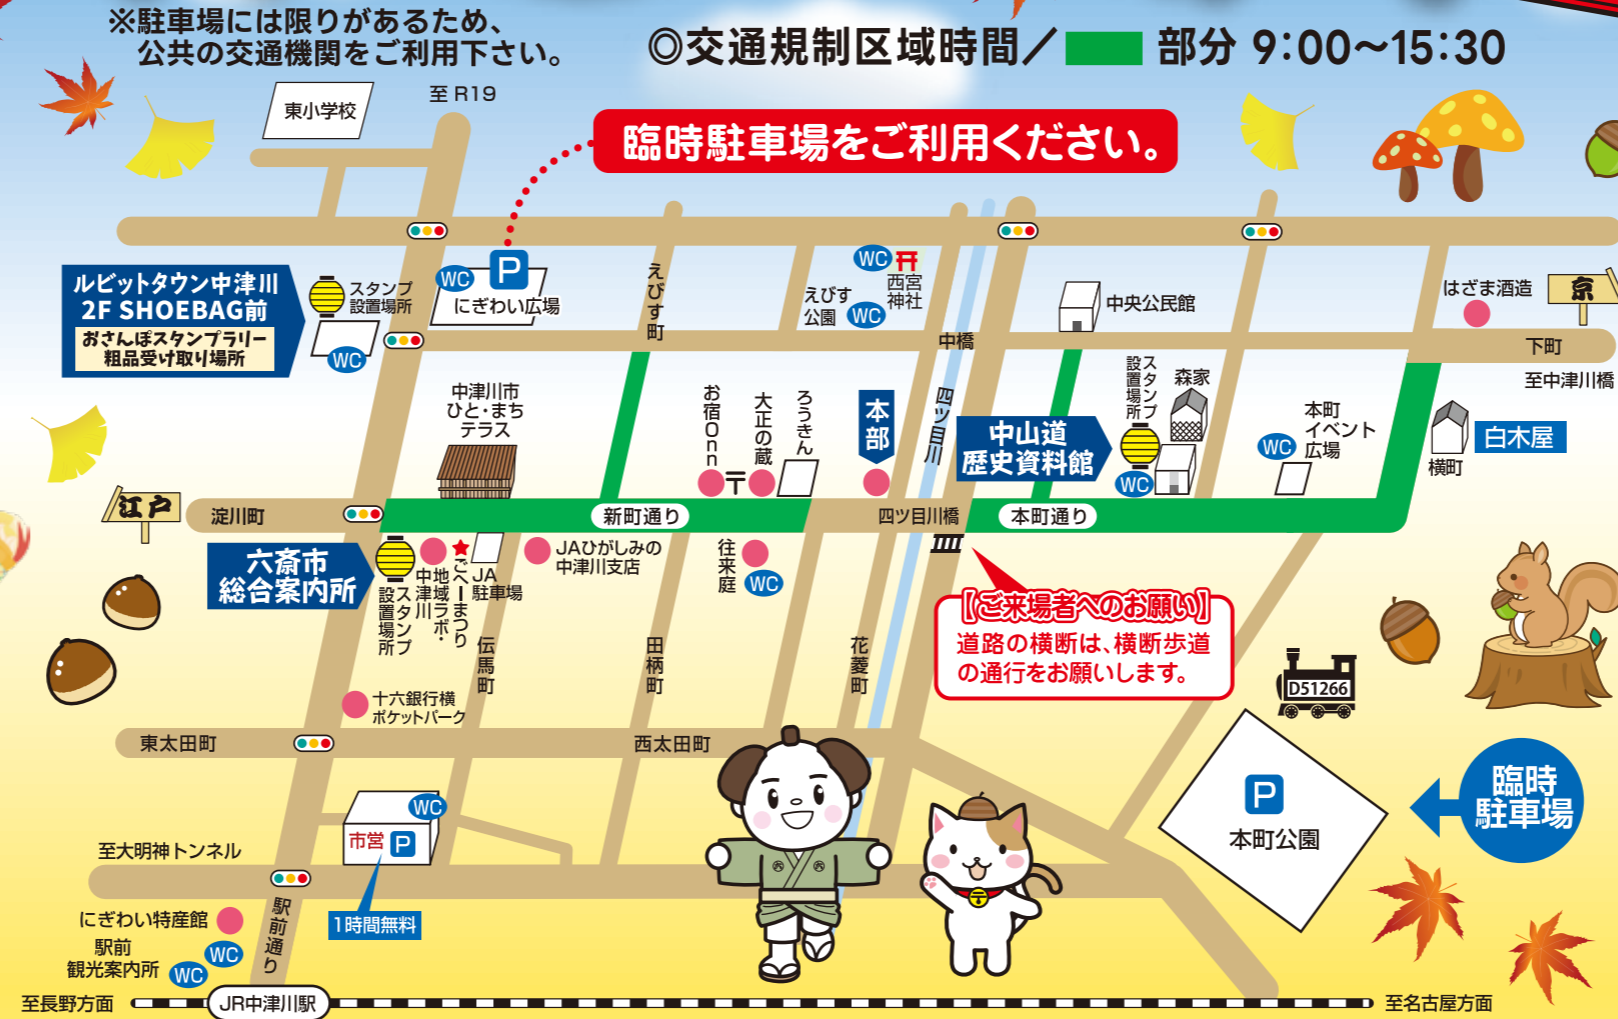 ※駐車場には限りがあるため、
公共の交通機関をご利用下さい。
◎交通規制区域時間／ 部分 9:00〜15:30
東小学校
至 R19
臨時駐車場をご利用ください。
ルビットタウン中津川
2F SHOEBAG前
おさんぽスタンプラリー
粗品受け取り場所
スタンプ
設置場所
WC
WC
P
にぎわい広場
えびす町
えびす
公園
WC
WC
西宮
神社
中橋
中央公民館
はざま酒造
京
下町
至中津川橋
中津川市
ひと・まち
テラス
お宿Onn
〒
大正の蔵
ろうきん
本部
四ツ目川
中山道
歴史資料館
スタンプ
設置場所
WC
森家
本町
イベント
広場
WC
横町
白木屋
江戸
淀川町
新町通り
四ツ目川橋
本町通り
六斎市
総合案内所
スタンプ
設置場所
地域ラボ・
中津川
ごへーまつり
JA
駐車場
JAひがしみの
中津川支店
往来庭
WC
伝馬町
田柄町
花菱町
【ご来場者へのお願い】
道路の横断は、横断歩道
の通行をお願いします。
D51266
十六銀行横
ポケットパーク
東太田町
西太田町
P
本町公園
臨時
駐車場
WC
市営 P
1時間無料
至大明神トンネル
駅前通り
にぎわい特産館
駅前
観光案内所
WC
WC
至長野方面
JR中津川駅
至名古屋方面